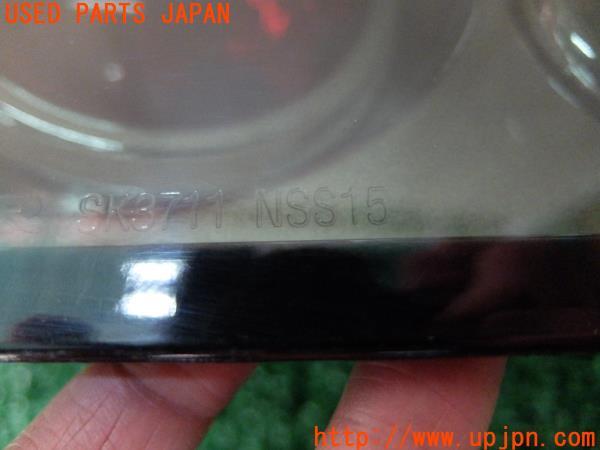 USED PARTS JAPAN
SK3711 NSS15
http://www.upjpn.com